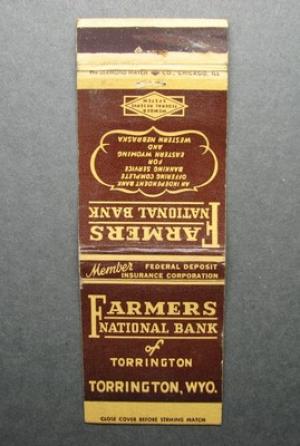 THE DIAMOND MATCH CO., CHICAGO, ILL.
MEMBER
FEDERAL RESERVE
SYSTEM
AN INDEPENDENT BANK
OFFERING COMPLETE
BANKING SERVICE
FOR
EASTERN WYOMING
AND
WESTERN NEBRASKA
FARMERS
NATIONAL BANK
Member FEDERAL DEPOSIT
INSURANCE CORPORATION
FARMERS
NATIONAL BANK
of
TORRINGTON
TORRINGTON, WYO.
CLOSE COVER BEFORE STRIKING MATCH